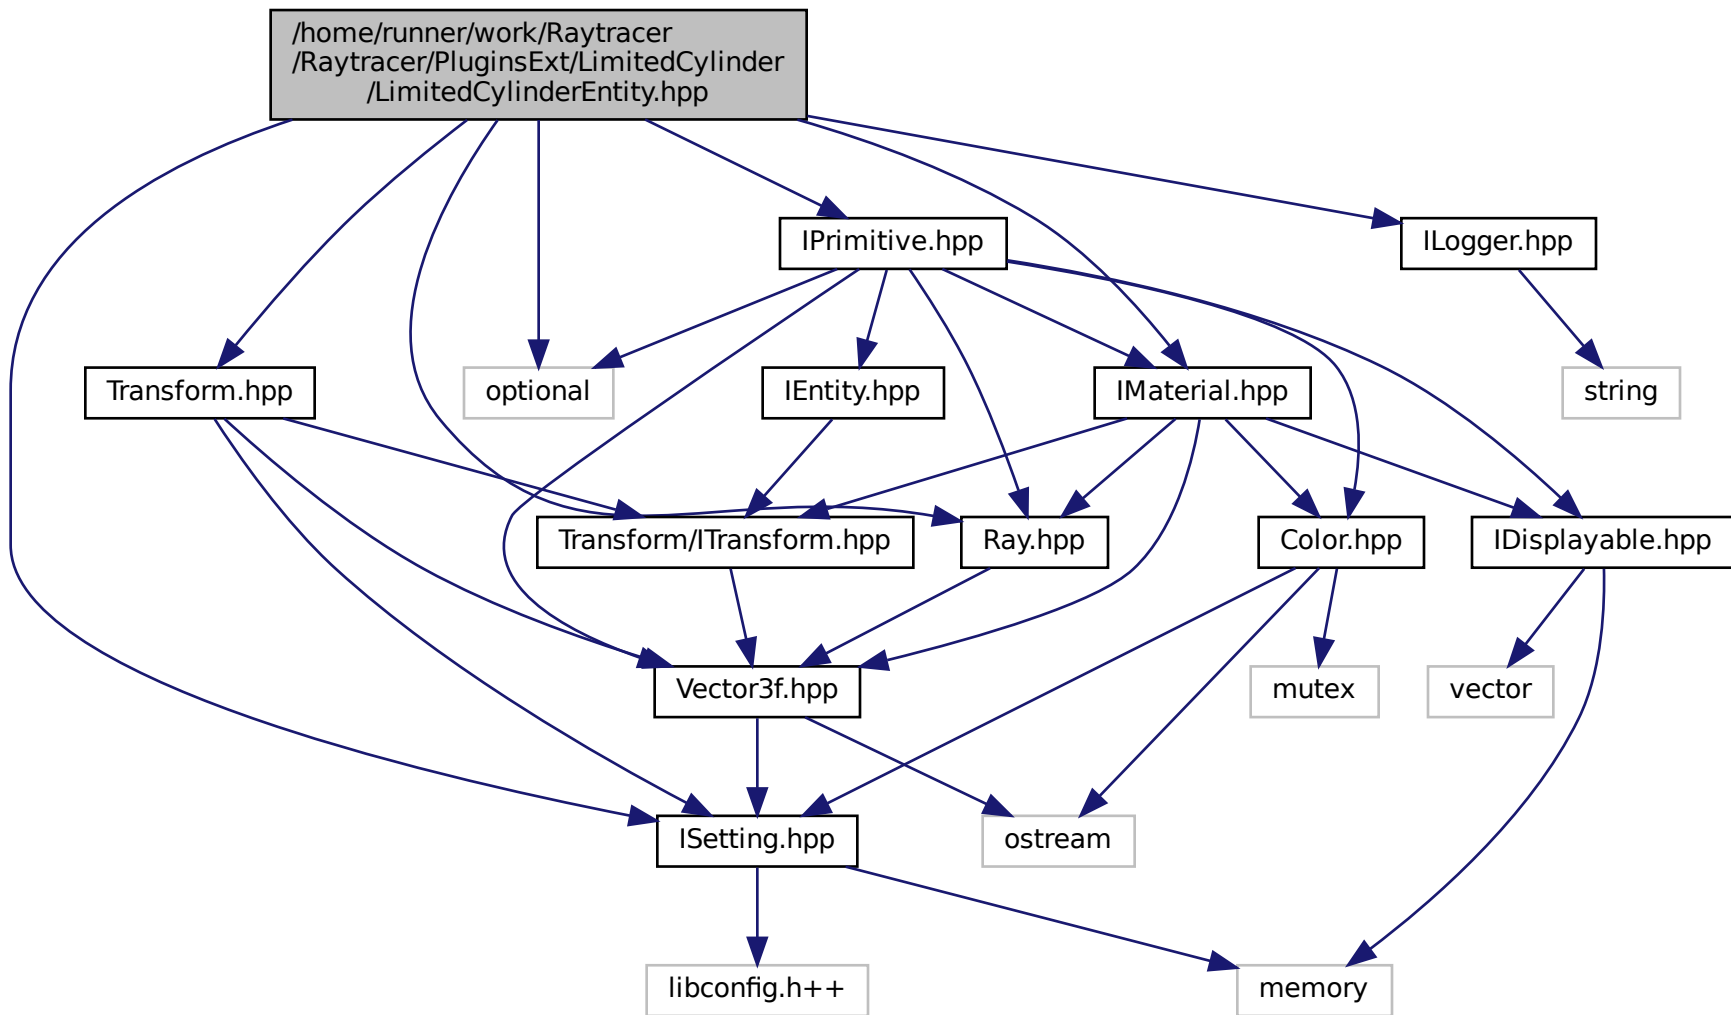 /home/runner/work/Raytracer
/Raytracer/PluginsExt/LimitedCylinder
/LimitedCylinderEntity.hpp
IPrimitive.hpp
ILogger.hpp
Transform.hpp
optional
IEntity.hpp
IMaterial.hpp
string
Transform/ITransform.hpp
Ray.hpp
Color.hpp
IDisplayable.hpp
Vector3f.hpp
mutex
vector
ISetting.hpp
ostream
libconfig.h++
memory